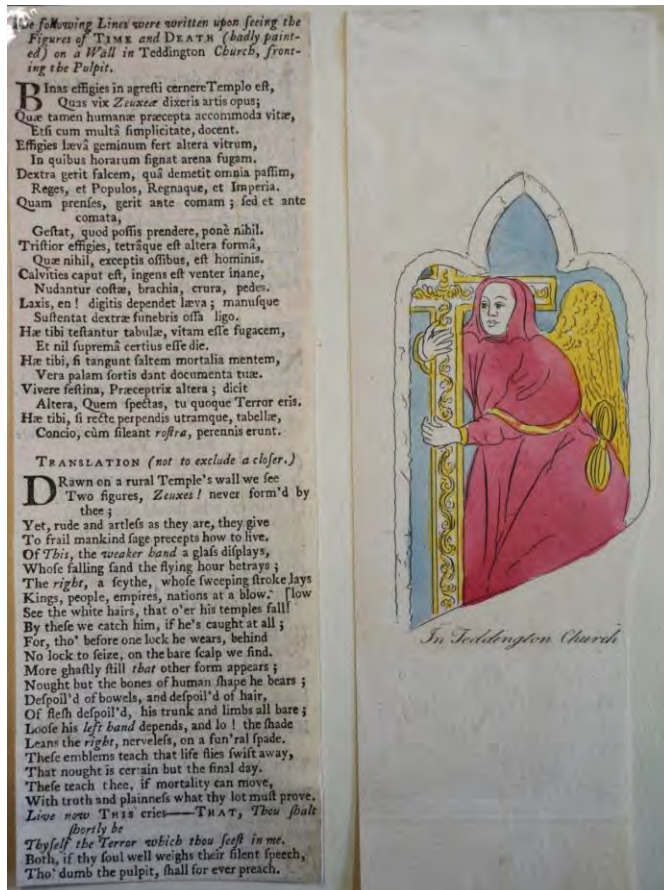 The following Lines were written upon ſeeing the
Figures of TIME and DEATH (badly paint-
ed) on a Wall in Teddington Church, front-
ing the Pulpit.
BInas effigies in agreſti cernere Templo eſt,
Quas vix Zeuxeæ dixeris artis opus;
Quæ tamen humanæ præcepta accommoda vitæ,
Etſi cum multâ ſimplicitate, docent.
Effigies lævâ geminum fert altera vitrum,
In quibus horarum ſignat arena fugam.
Dextra gerit falcem, quâ demetit omnia paſſim,
Reges, et Populos, Regnaque, et Imperia.
Quam prenſes, gerit ante comam; ſed et ante
comata,
Geſtat, quod poſſis prendere, ponè nihil.
Triſtior effigies, tetrâque eſt altera formâ,
Quæ nihil, exceptis oſſibus, eſt hominis.
Calvities caput eſt, ingens eſt venter inane,
Nudantur coſtæ, brachia, crura, pedes.
Laxis, en! digitis dependet læva; manuſque
Suſtentat dextræ funebris oſſa ligo.
Hæ tibi teſtantur tabulæ, vitam eſſe fugacem,
Et nil ſupremâ certius eſſe die.
Hæ tibi, ſi tangunt ſaltem mortalia mentem,
Vera palam ſortis dant documenta tuæ.
Vivere feſtina, Præceptrix altera; dicit
Altera, Quem ſpectas, tu quoque Terror eris.
Hæ tibi, ſi recte perpendis utramque, tabellæ,
Concio, cùm ſileant roſtra, perennis erunt.
TRANSLATION (not to exclude a cloſer.)
DRawn on a rural Temple's wall we ſee
Two figures, Zeuxes! never form'd by
thee;
Yet, rude and artleſs as they are, they give
To frail mankind ſage precepts how to live.
Of This, the weaker hand a glaſs diſplays,
Whoſe falling ſand the flying hour betrays;
The right, a ſcythe, whoſe ſweeping ſtroke lays
Kings, people, empires, nations at a blow. [low
See the white hairs, that o'er his temples fall!
By theſe we catch him, if he's caught at all;
For, tho' before one lock he wears, behind
No lock to ſeize, on the bare ſcalp we find.
More ghaſtly ſtill that other form appears;
Nought but the bones of human ſhape he bears;
Deſpoil'd of bowels, and deſpoil'd of hair,
Of fleſh deſpoil'd, his trunk and limbs all bare;
Looſe his left hand depends, and lo! the ſhade
Leans the right, nerveleſs, on a fun'ral ſpade.
Theſe emblems teach that life flies ſwift away,
That nought is certain but the final day.
Theſe teach thee, if mortality can move,
With truth and plainneſs what thy lot muſt prove.
Live now THIS cries——THAT, Thou ſhalt
ſhortly be
Thyſelf the Terror which thou ſeeſt in me.
Both, if thy ſoul well weighs their ſilent ſpeech,
Tho' dumb the pulpit, ſhall for ever preach.
In Teddington Church